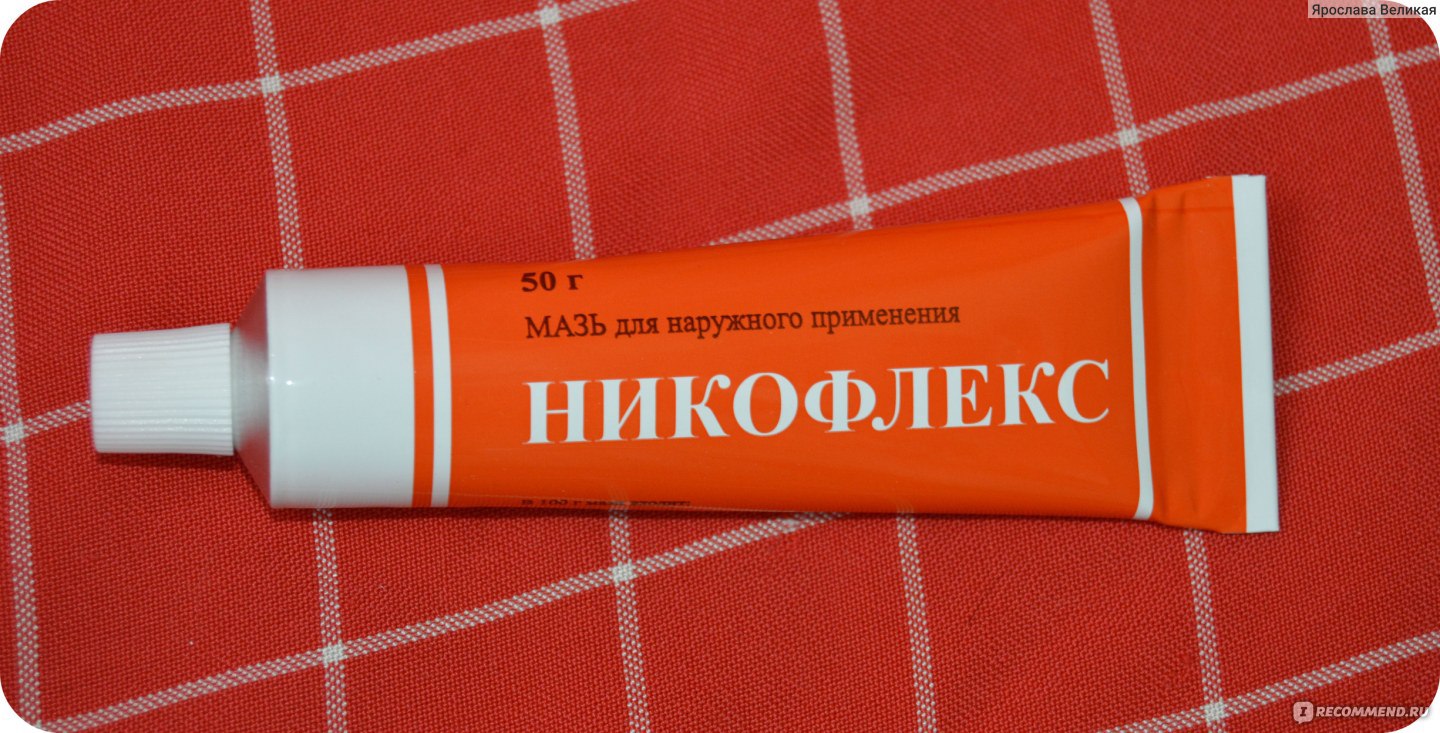 Ярослава Великая
50 г
МАЗЬ для наружного применения
НИКОФЛЕКС
I RECOMMEND.RU